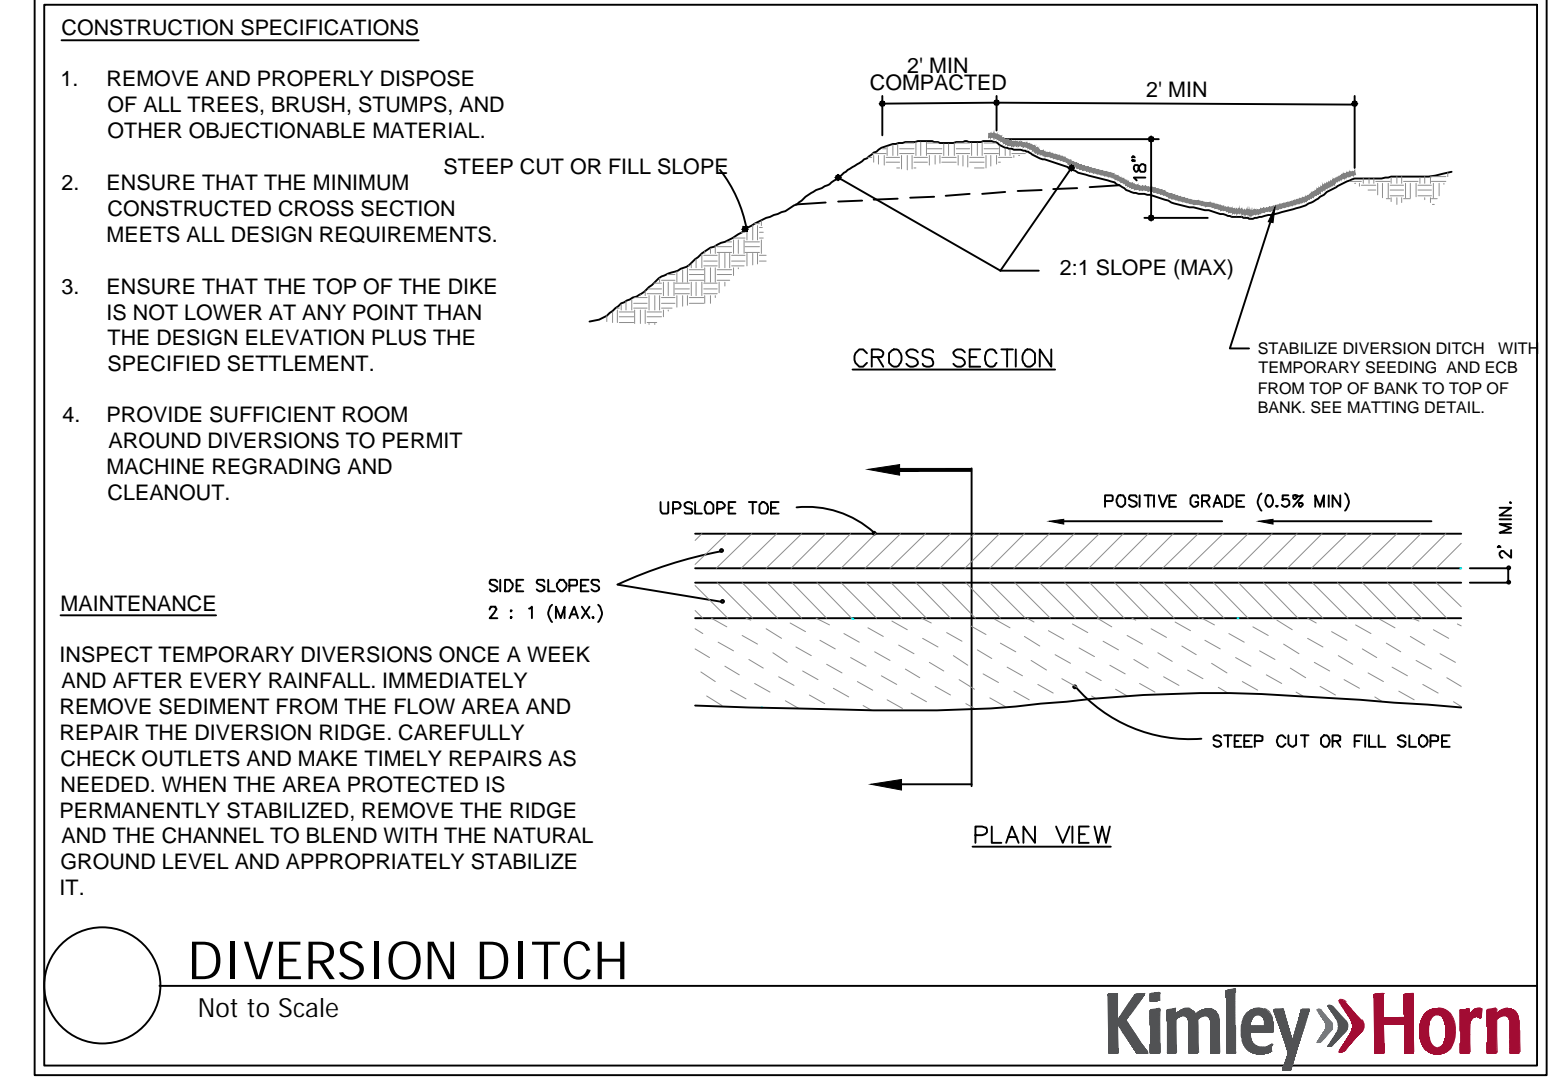 CONSTRUCTION SPECIFICATIONS
1. REMOVE AND PROPERLY DISPOSE
OF ALL TREES, BRUSH, STUMPS, AND
OTHER OBJECTIONABLE MATERIAL.
2. ENSURE THAT THE MINIMUM
CONSTRUCTED CROSS SECTION
MEETS ALL DESIGN REQUIREMENTS.
3. ENSURE THAT THE TOP OF THE DIKE
IS NOT LOWER AT ANY POINT THAN
THE DESIGN ELEVATION PLUS THE
SPECIFIED SETTLEMENT.
4. PROVIDE SUFFICIENT ROOM
AROUND DIVERSIONS TO PERMIT
MACHINE REGRADING AND
CLEANOUT.
MAINTENANCE
INSPECT TEMPORARY DIVERSIONS ONCE A WEEK
AND AFTER EVERY RAINFALL. IMMEDIATELY
REMOVE SEDIMENT FROM THE FLOW AREA AND
REPAIR THE DIVERSION RIDGE. CAREFULLY
CHECK OUTLETS AND MAKE TIMELY REPAIRS AS
NEEDED. WHEN THE AREA PROTECTED IS
PERMANENTLY STABILIZED, REMOVE THE RIDGE
AND THE CHANNEL TO BLEND WITH THE NATURAL
GROUND LEVEL AND APPROPRIATELY STABILIZE
IT.
2' MIN
COMPACTED
2' MIN
STEEP CUT OR FILL SLOPE
18"
2:1 SLOPE (MAX)
STABILIZE DIVERSION DITCH WITH
TEMPORARY SEEDING AND ECB
FROM TOP OF BANK TO TOP OF
BANK. SEE MATTING DETAIL.
CROSS SECTION
UPSLOPE TOE
POSITIVE GRADE (0.5% MIN)
2' MIN.
SIDE SLOPES
2 : 1 (MAX.)
STEEP CUT OR FILL SLOPE
PLAN VIEW
DIVERSION DITCH
Not to Scale
Kimley Horn